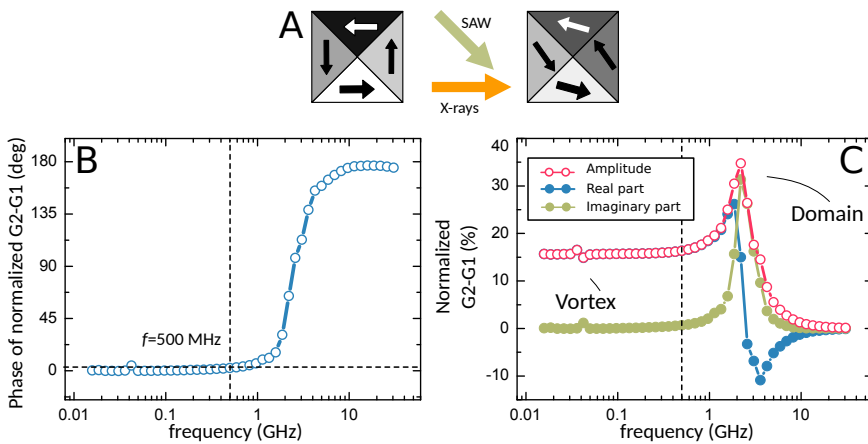 A
SAW
X-rays
B
Phase of normalized G2-G1 (deg)
180
135
90
45
0
f=500 MHz
0.01
0.1
1
10
frequency (GHz)
C
Normalized
G2-G1 (%)
40
30
20
10
0
-10
Amplitude
Real part
Imaginary part
Domain
Vortex
0.01
0.1
1
10
frequency (GHz)